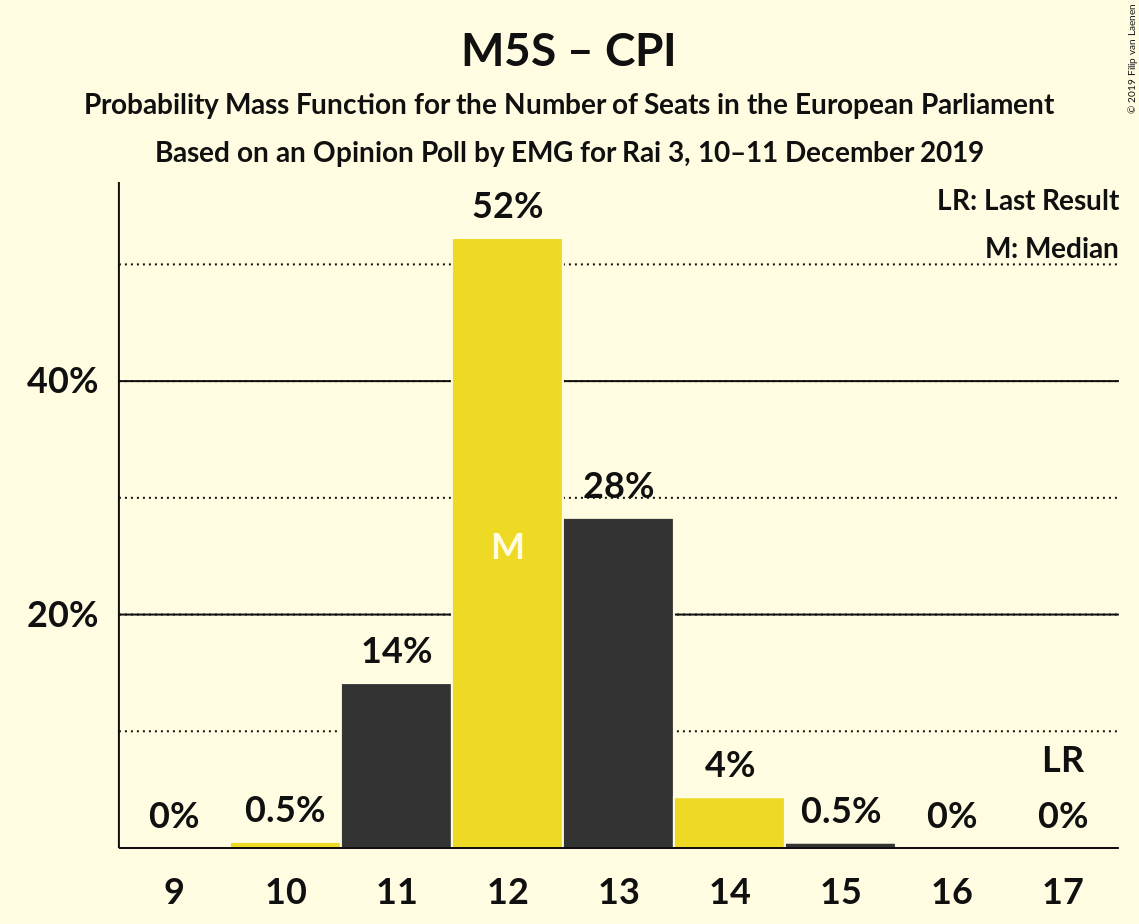 M5S – CPI
Probability Mass Function for the Number of Seats in the European Parliament
Based on an Opinion Poll by EMG for Rai 3, 10–11 December 2019
© 2019 Filip van Laenen
LR: Last Result
M: Median
52%
40%
28%
M
20%
14%
4%
LR
0%
0.5%
0.5%
0%
0%
9
10
11
12
13
14
15
16
17